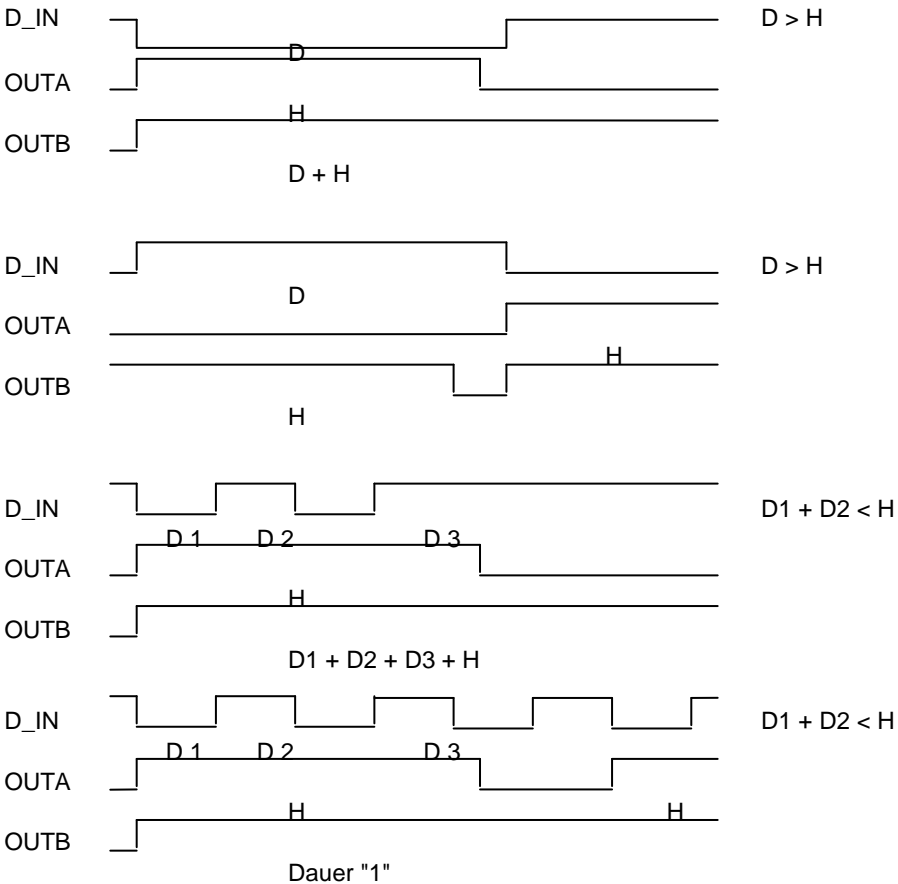 D_IN D > H
D
OUTA
H
OUTB
D + H
D_IN D > H
D
OUTA
H
OUTB
H
D_IN D1 + D2 < H
D 1 D 2 D 3
OUTA
H
OUTB
D1 + D2 + D3 + H
D_IN D1 + D2 < H
D 1 D 2 D 3
OUTA
H H
OUTB
Dauer "1"